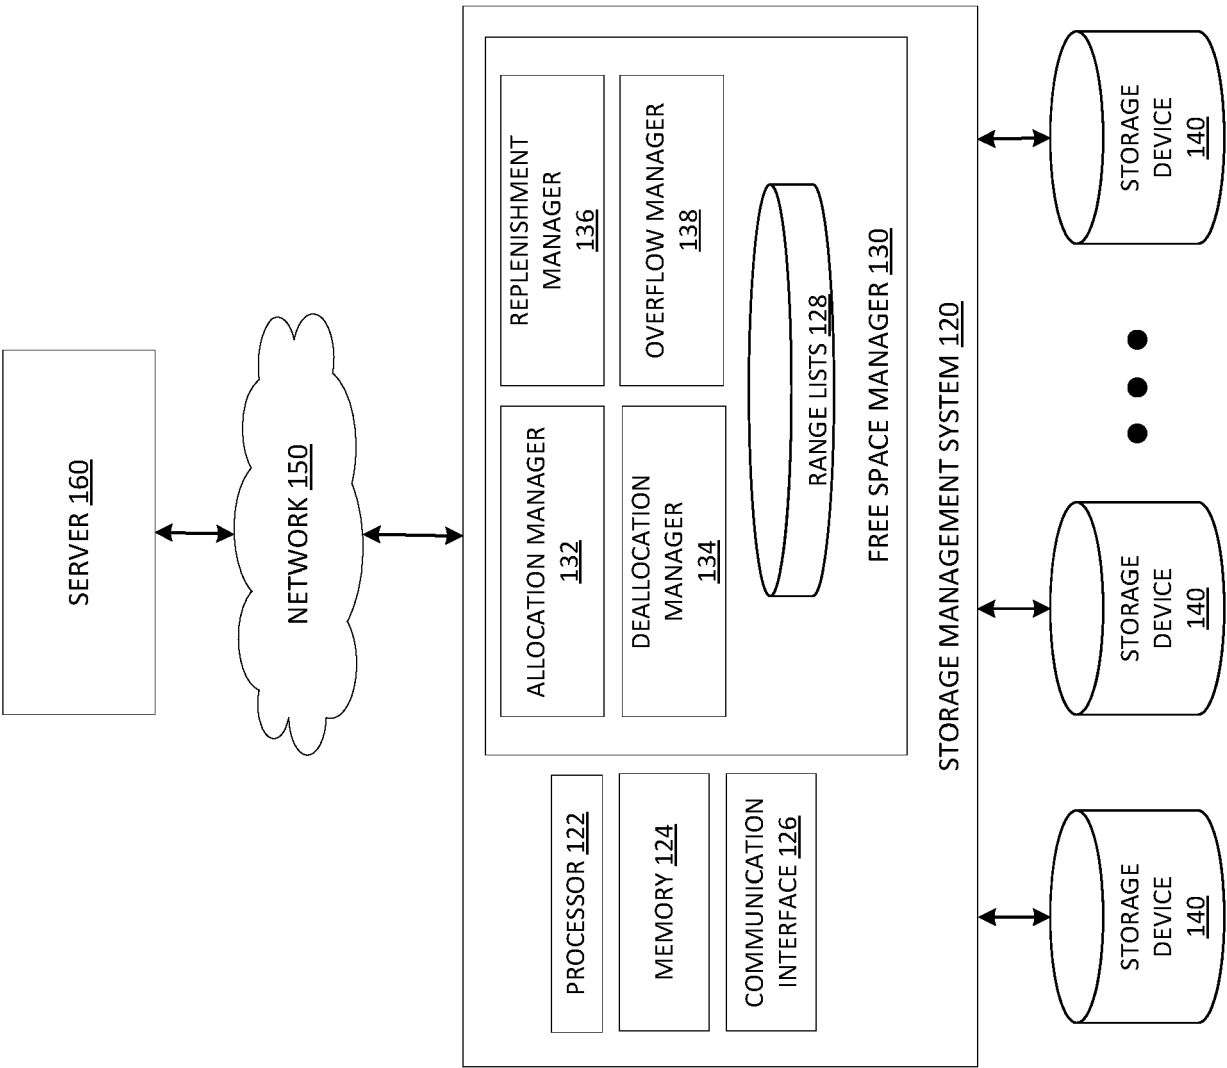 SERVER 160
NETWORK 150
PROCESSOR 122
MEMORY 124
COMMUNICATION
INTERFACE 126
ALLOCATION MANAGER
132
REPLENISHMENT
MANAGER
136
DEALLOCATION
MANAGER
134
OVERFLOW MANAGER
138
RANGE LISTS 128
FREE SPACE MANAGER 130
STORAGE MANAGEMENT SYSTEM 120
STORAGE
DEVICE
140
STORAGE
DEVICE
140
STORAGE
DEVICE
140